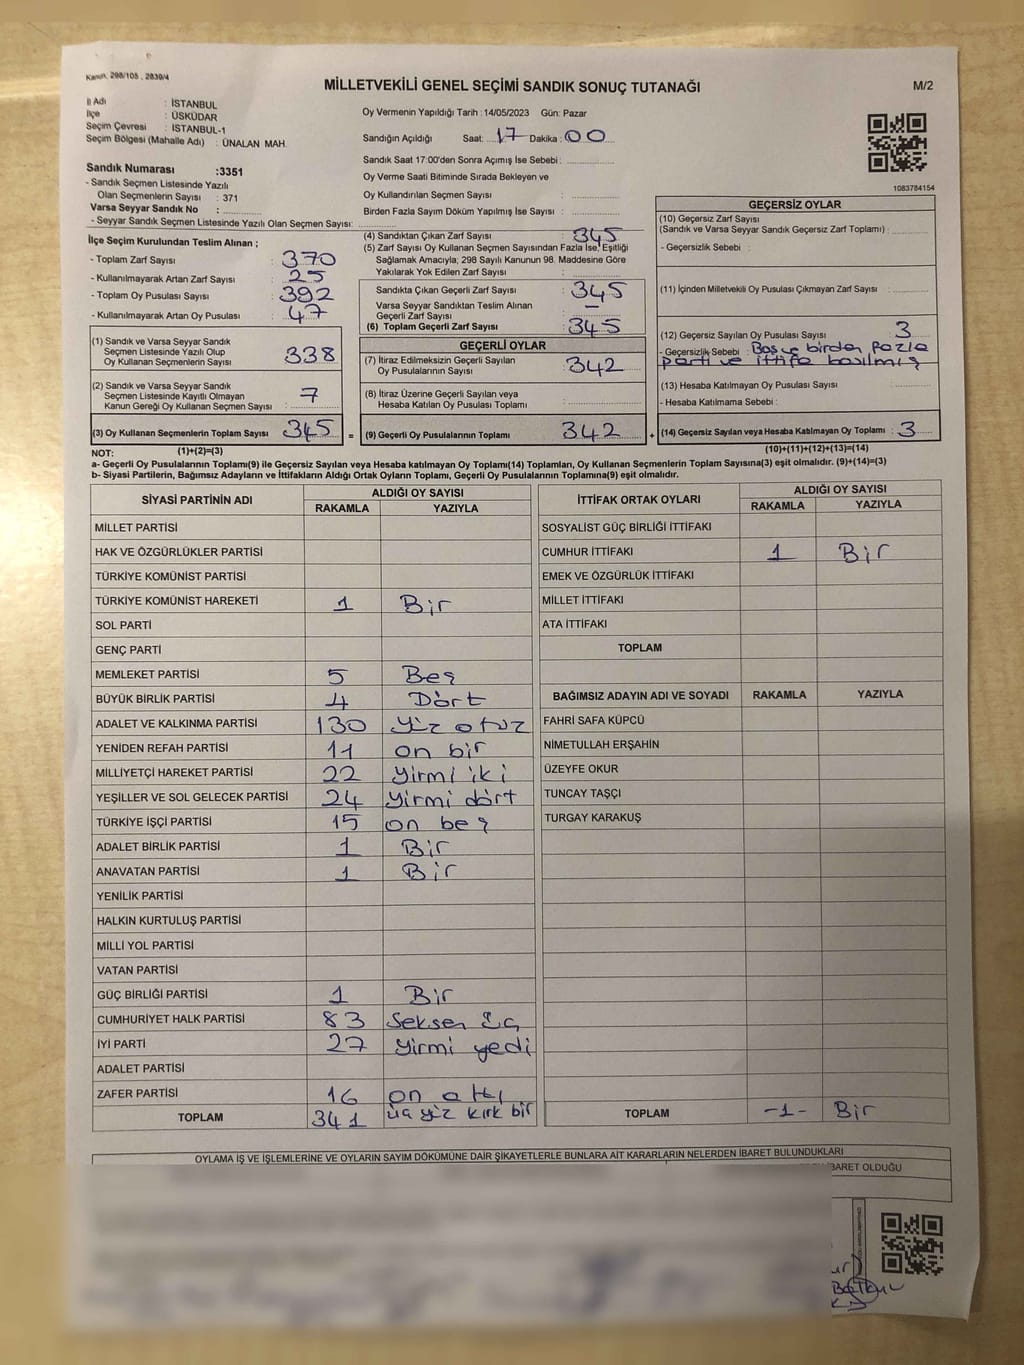 Kanun, 298/105 , 2839/4
MİLLETVEKİLİ GENEL SEÇİMİ SANDIK SONUÇ TUTANAĞI
M/2
İl Adı : İSTANBUL
İlçe : ÜSKÜDAR
Seçim Çevresi : İSTANBUL-1
Seçim Bölgesi (Mahalle Adı) : ÜNALAN MAH.
Oy Vermenin Yapıldığı Tarih : 14/05/2023 Gün: Pazar
Sandığın Açıldığı Saat: 17 Dakika : 00
Sandık Saat 17:00'den Sonra Açımış İse Sebebi :
Oy Verme Saati Bitiminde Sırada Bekleyen ve
Oy Kullandırılan Seçmen Sayısı :
Birden Fazla Sayım Döküm Yapılmış İse Sayısı :
1083784154
Sandık Numarası :3351
- Sandık Seçmen Listesinde Yazılı
Olan Seçmenlerin Sayısı : 371
Varsa Seyyar Sandık No :
- Seyyar Sandık Seçmen Listesinde Yazılı Olan Seçmen Sayısı:
İlçe Seçim Kurulundan Teslim Alınan ;
- Toplam Zarf Sayısı : 370
- Kullanılmayarak Artan Zarf Sayısı : 25
- Toplam Oy Pusulası Sayısı : 392
- Kullanılmayarak Artan Oy Pusulası : 47
(1) Sandık ve Varsa Seyyar Sandık
Seçmen Listesinde Yazılı Olup
Oy Kullanan Seçmenlerin Sayısı : 338
(2) Sandık ve Varsa Seyyar Sandık
Seçmen Listesinde Kayıtlı Olmayan
Kanun Gereği Oy Kullanan Seçmen Sayısı : 7
(3) Oy Kullanan Seçmenlerin Toplam Sayısı : 345
(4) Sandıktan Çıkan Zarf Sayısı : 345
(5) Zarf Sayısı Oy Kullanan Seçmen Sayısından Fazla İse, Eşitliği
Sağlamak Amacıyla; 298 Sayılı Kanunun 98. Maddesine Göre
Yakılarak Yok Edilen Zarf Sayısı :
Sandıkta Çıkan Geçerli Zarf Sayısı : 345
Varsa Seyyar Sandıktan Teslim Alınan
Geçerli Zarf Sayısı : —
(6) Toplam Geçerli Zarf Sayısı : 345
GEÇERLİ OYLAR
(7) İtiraz Edilmeksizin Geçerli Sayılan
Oy Pusulalarının Sayısı : 342
(8) İtiraz Üzerine Geçerli Sayılan veya
Hesaba Katılan Oy Pusulası Toplamı :
= (9) Geçerli Oy Pusulalarının Toplamı : 342 +
GEÇERSİZ OYLAR
(10) Geçersiz Zarf Sayısı
(Sandık ve Varsa Seyyar Sandık Geçersiz Zarf Toplamı) :
- Geçersizlik Sebebi :
(11) İçinden Milletvekili Oy Pusulası Çıkmayan Zarf Sayısı :
(12) Geçersiz Sayılan Oy Pusulası Sayısı : 3
- Geçersizlik Sebebi : Boş ve birden fazla
parti ve ittifa basılmış
(13) Hesaba Katılmayan Oy Pusulası Sayısı :
- Hesaba Katılmama Sebebi :
(14) Geçersiz Sayılan veya Hesaba Katılmayan Oy Toplamı : 3
NOT: (1)+(2)=(3)
(10)+(11)+(12)+(13)=(14)
a- Geçerli Oy Pusulalarının Toplamı(9) ile Geçersiz Sayılan veya Hesaba katılmayan Oy Toplamı(14) Toplamları, Oy Kullanan Seçmenlerin Toplam Sayısına(3) eşit olmalıdır. (9)+(14)=(3)
b- Siyasi Partilerin, Bağımsız Adayların ve İttifakların Aldığı Ortak Oyların Toplamı, Geçerli Oy Pusulalarının Toplamına(9) eşit olmalıdır.
SİYASİ PARTİNİN ADI ALDIĞI OY SAYISI
RAKAMLA YAZIYLA
MİLLET PARTİSİ
HAK VE ÖZGÜRLÜKLER PARTİSİ
TÜRKİYE KOMÜNİST PARTİSİ
TÜRKİYE KOMÜNİST HAREKETİ 1 Bir
SOL PARTİ
GENÇ PARTİ
MEMLEKET PARTİSİ 5 Beş
BÜYÜK BİRLİK PARTİSİ 4 Dört
ADALET VE KALKINMA PARTİSİ 130 Yüz otuz
YENİDEN REFAH PARTİSİ 11 on bir
MİLLİYETÇİ HAREKET PARTİSİ 22 Yirmi iki
YEŞİLLER VE SOL GELECEK PARTİSİ 24 Yirmi dört
TÜRKİYE İŞÇİ PARTİSİ 15 on beş
ADALET BİRLİK PARTİSİ 1 Bir
ANAVATAN PARTİSİ 1 Bir
YENİLİK PARTİSİ
HALKIN KURTULUŞ PARTİSİ
MİLLİ YOL PARTİSİ
VATAN PARTİSİ
GÜÇ BİRLİĞİ PARTİSİ 1 Bir
CUMHURİYET HALK PARTİSİ 83 Seksen üç
İYİ PARTİ 27 Yirmi yedi
ADALET PARTİSİ
ZAFER PARTİSİ 16 on altı
TOPLAM 341 üç yüz kırk bir
İTTİFAK ORTAK OYLARI ALDIĞI OY SAYISI
RAKAMLA YAZIYLA
SOSYALİST GÜÇ BİRLİĞİ İTTİFAKI
CUMHUR İTTİFAKI 1 Bir
EMEK VE ÖZGÜRLÜK İTTİFAKI
MİLLET İTTİFAKI
ATA İTTİFAKI
TOPLAM
BAĞIMSIZ ADAYIN ADI VE SOYADI RAKAMLA YAZIYLA
FAHRİ SAFA KÜPCÜ
NİMETULLAH ERŞAHİN
ÜZEYFE OKUR
TUNCAY TAŞÇI
TURGAY KARAKUŞ
TOPLAM -1- Bir
OYLAMA İŞ VE İŞLEMLERİNE VE OYLARIN SAYIM DÖKÜMÜNE DAİR ŞİKAYETLERLE BUNLARA AİT KARARLARIN NELERDEN İBARET BULUNDUKLARI
İBARET OLDUĞU